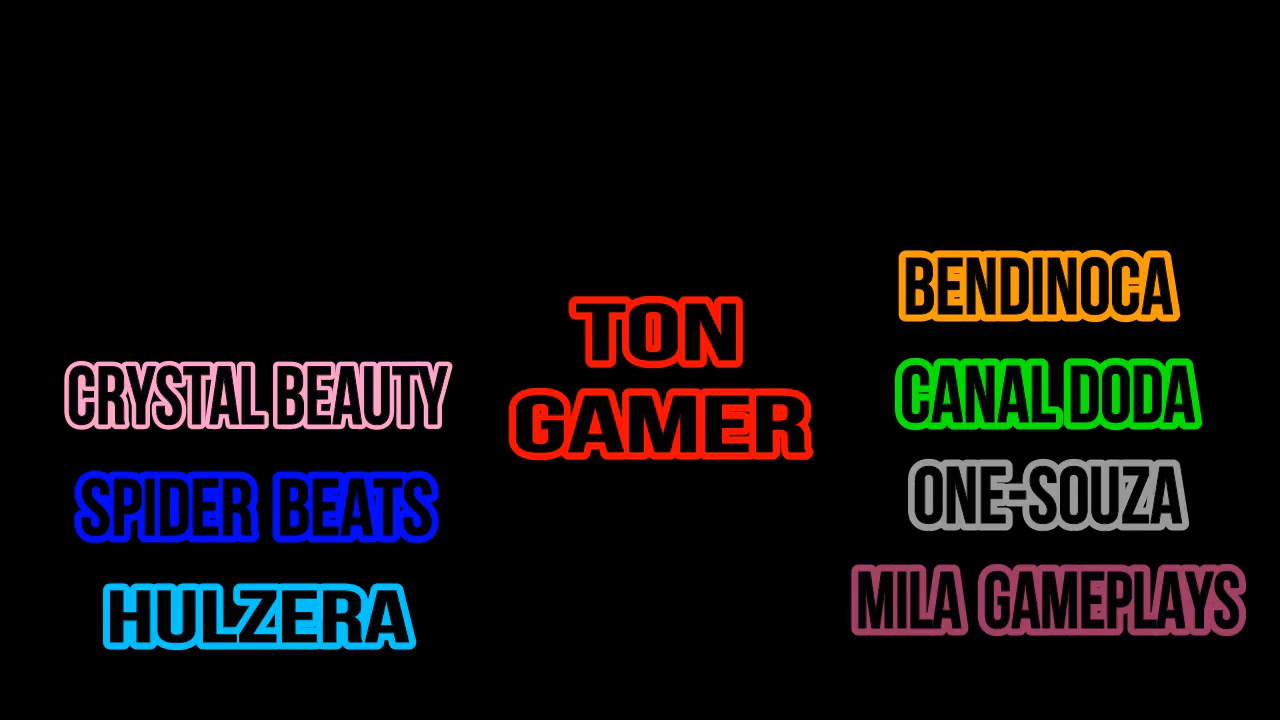 CRYSTAL BEAUTY
SPIDER BEATS
HULZERA
TON
GAMER
BENDINOCA
CANAL DODA
ONE-SOUZA
MILA GAMEPLAYS